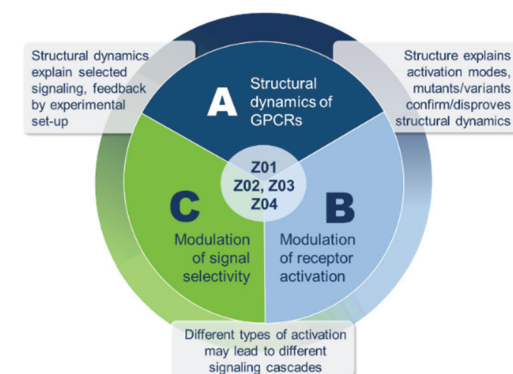 Structural dynamics
explain selected
signaling, feedback
by experimental
set-up
Structure explains
activation modes,
mutants/variants
confirm/disproves
structural dynamics
A
Structural
dynamics of
GPCRs
Z01
Z02, Z03
Z04
C
Modulation
of signal
selectivity
B
Modulation
of receptor
activation
Different types of activation
may lead to different
signaling cascades